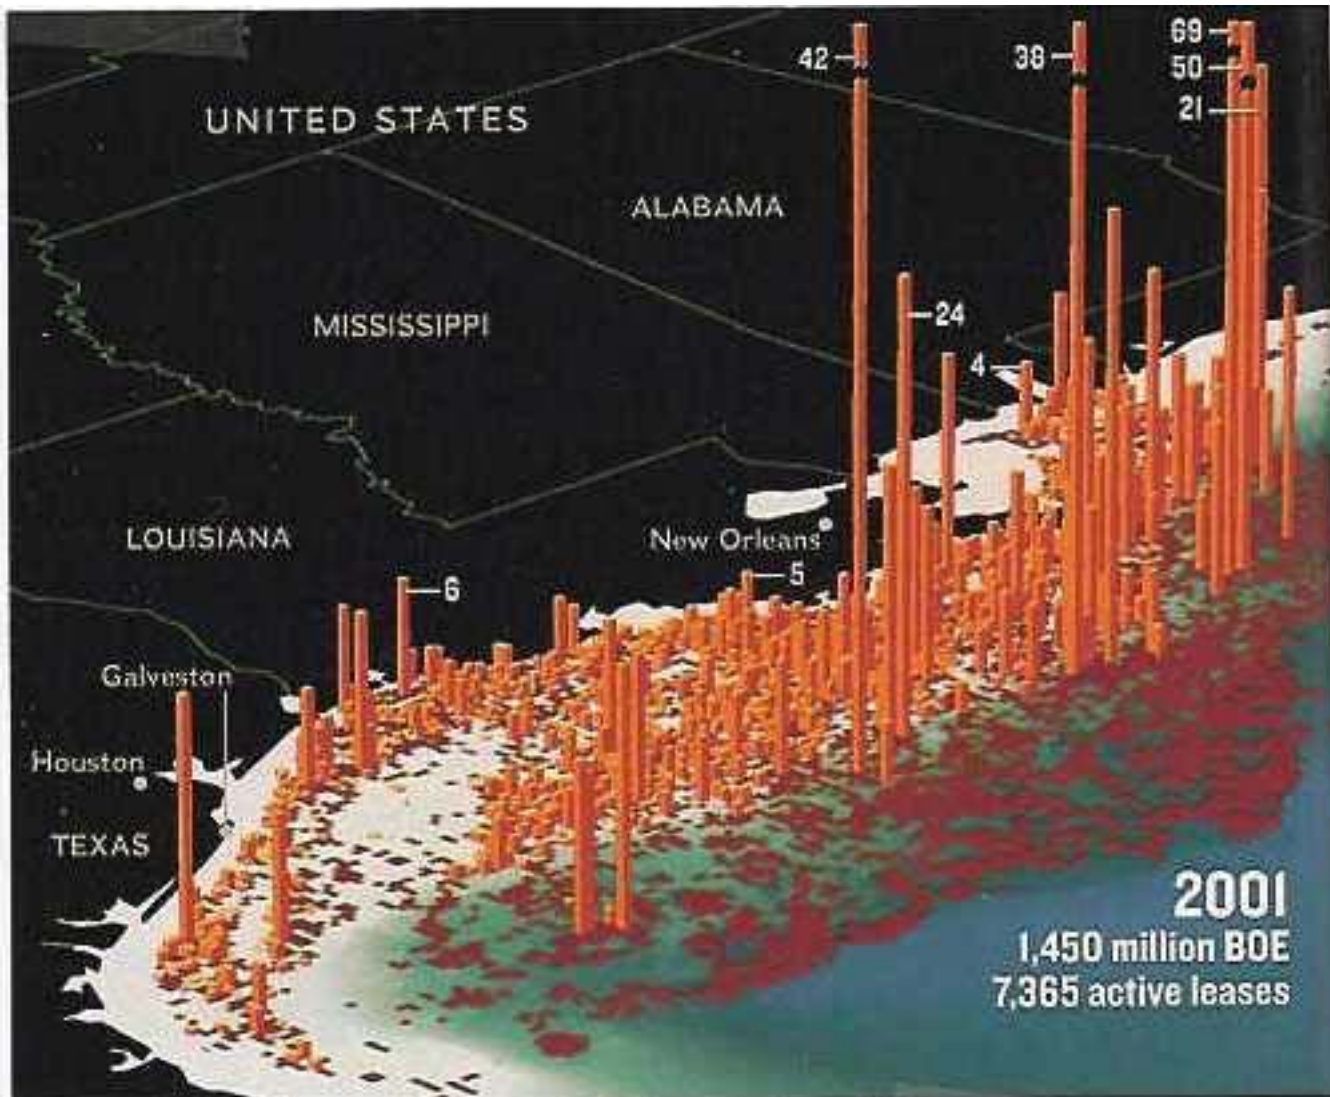 69
42
38
50
21
UNITED STATES
ALABAMA
24
MISSISSIPPI
4
LOUISIANA
New Orleans
5
6
Galveston
Houston
TEXAS
2001
1,450 million BOE
7,365 active leases